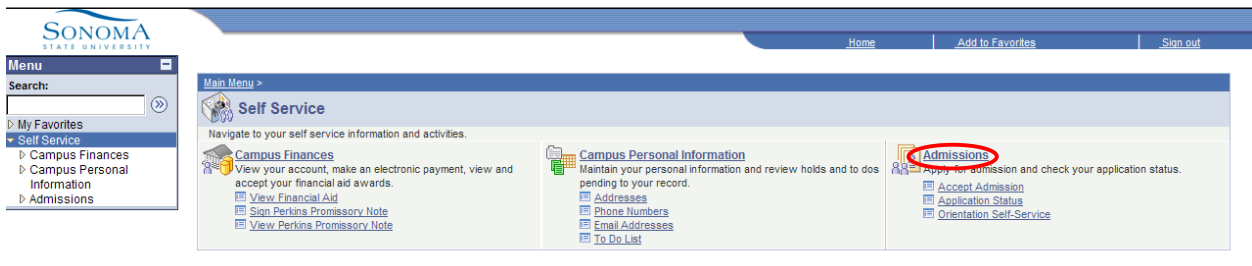 SONOMA
STATE UNIVERSITY
Home
Add to Favorites
Sign out
Menu
Search:
My Favorites
Self Service
Campus Finances
Campus Personal
Information
Admissions
Main Menu >
Self Service
Navigate to your self service information and activities.
Campus Finances
View your account, make an electronic payment, view and
accept your financial aid awards.
View Financial Aid
Sign Perkins Promissory Note
View Perkins Promissory Note
Campus Personal Information
Maintain your personal information and review holds and to dos
pending to your record.
Addresses
Phone Numbers
Email Addresses
To Do List
Admissions
Apply for admission and check your application status.
Accept Admission
Application Status
Orientation Self-Service